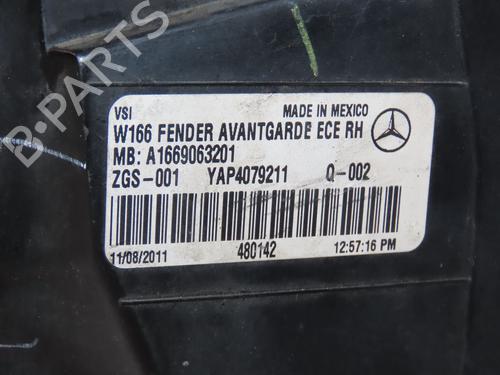 VSI
MADE IN MEXICO
W166 FENDER AVANTGARDE ECE RH
MB: A1669063201
ZGS-001 YAP4079211 Q-002
11/08/2011 480142 12:57:16 PM
B-PARTS